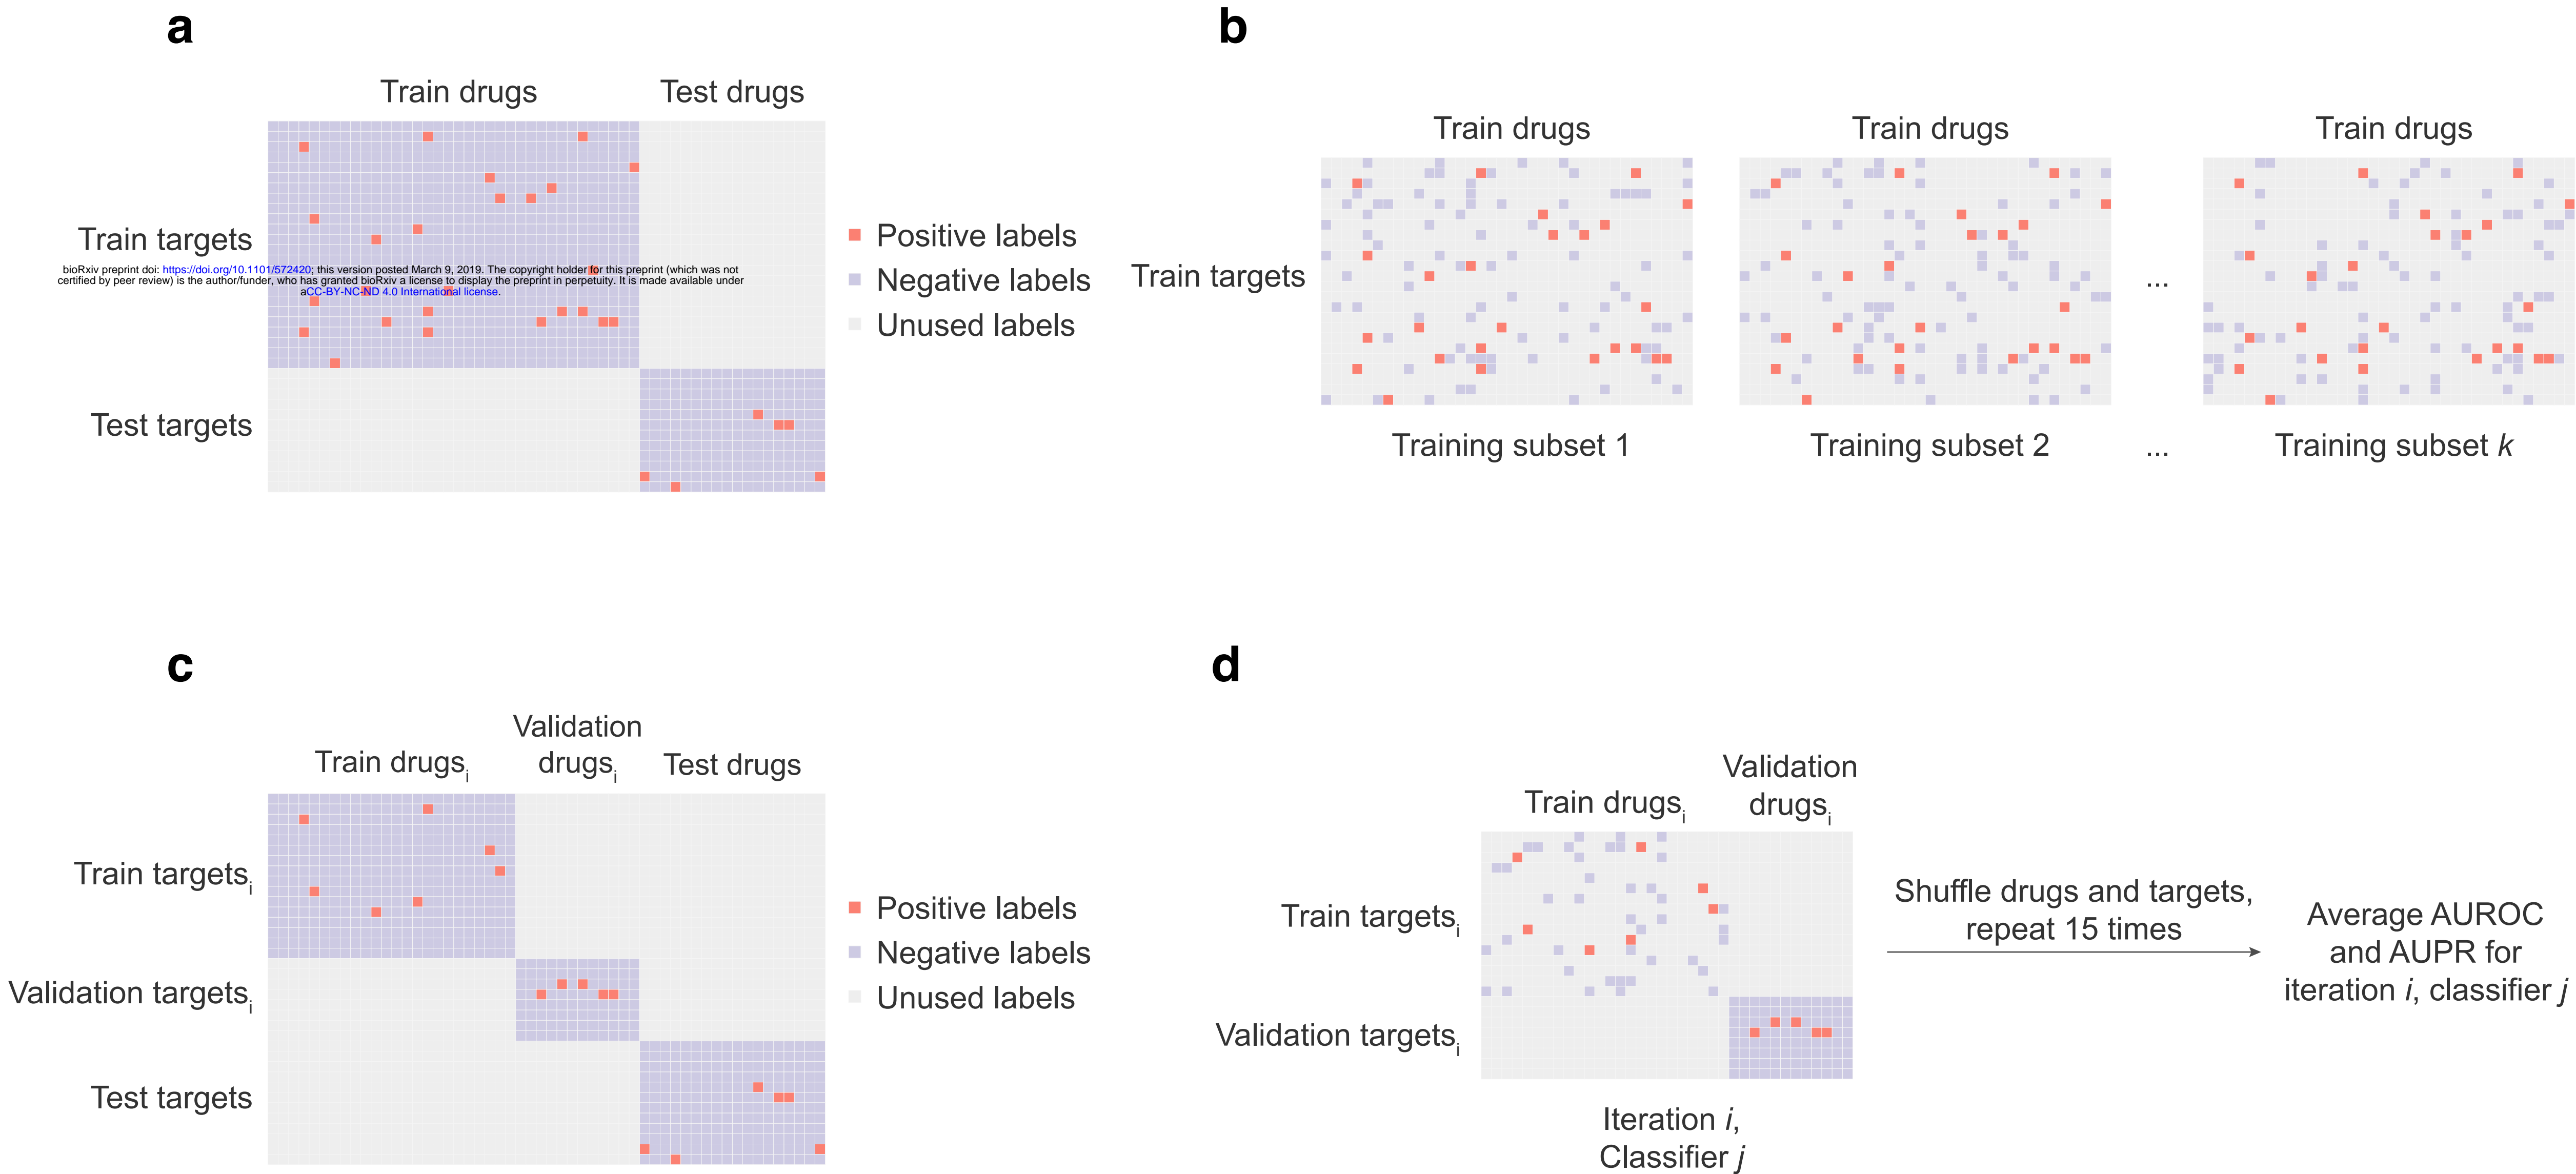 a
Train drugs
Test drugs
Train targets
bioRxiv preprint doi: https://doi.org/10.1101/572420; this version posted March 9, 2019. The copyright holder for this preprint (which was not
certified by peer review) is the author/funder, who has granted bioRxiv a license to display the preprint in perpetuity. It is made available under
aCC-BY-NC-ND 4.0 International license.
Test targets
Positive labels
Negative labels
Unused labels
b
Train drugs
Train drugs
Train drugs
Train targets
...
Training subset 1
Training subset 2
...
Training subset k
c
Train drugsi
Validation
drugsi
Test drugs
Train targetsi
Validation targetsi
Test targets
Positive labels
Negative labels
Unused labels
d
Train drugsi
Validation
drugsi
Train targetsi
Validation targetsi
Iteration i,
Classifier j
Shuffle drugs and targets,
repeat 15 times
Average AUROC
and AUPR for
iteration i, classifier j